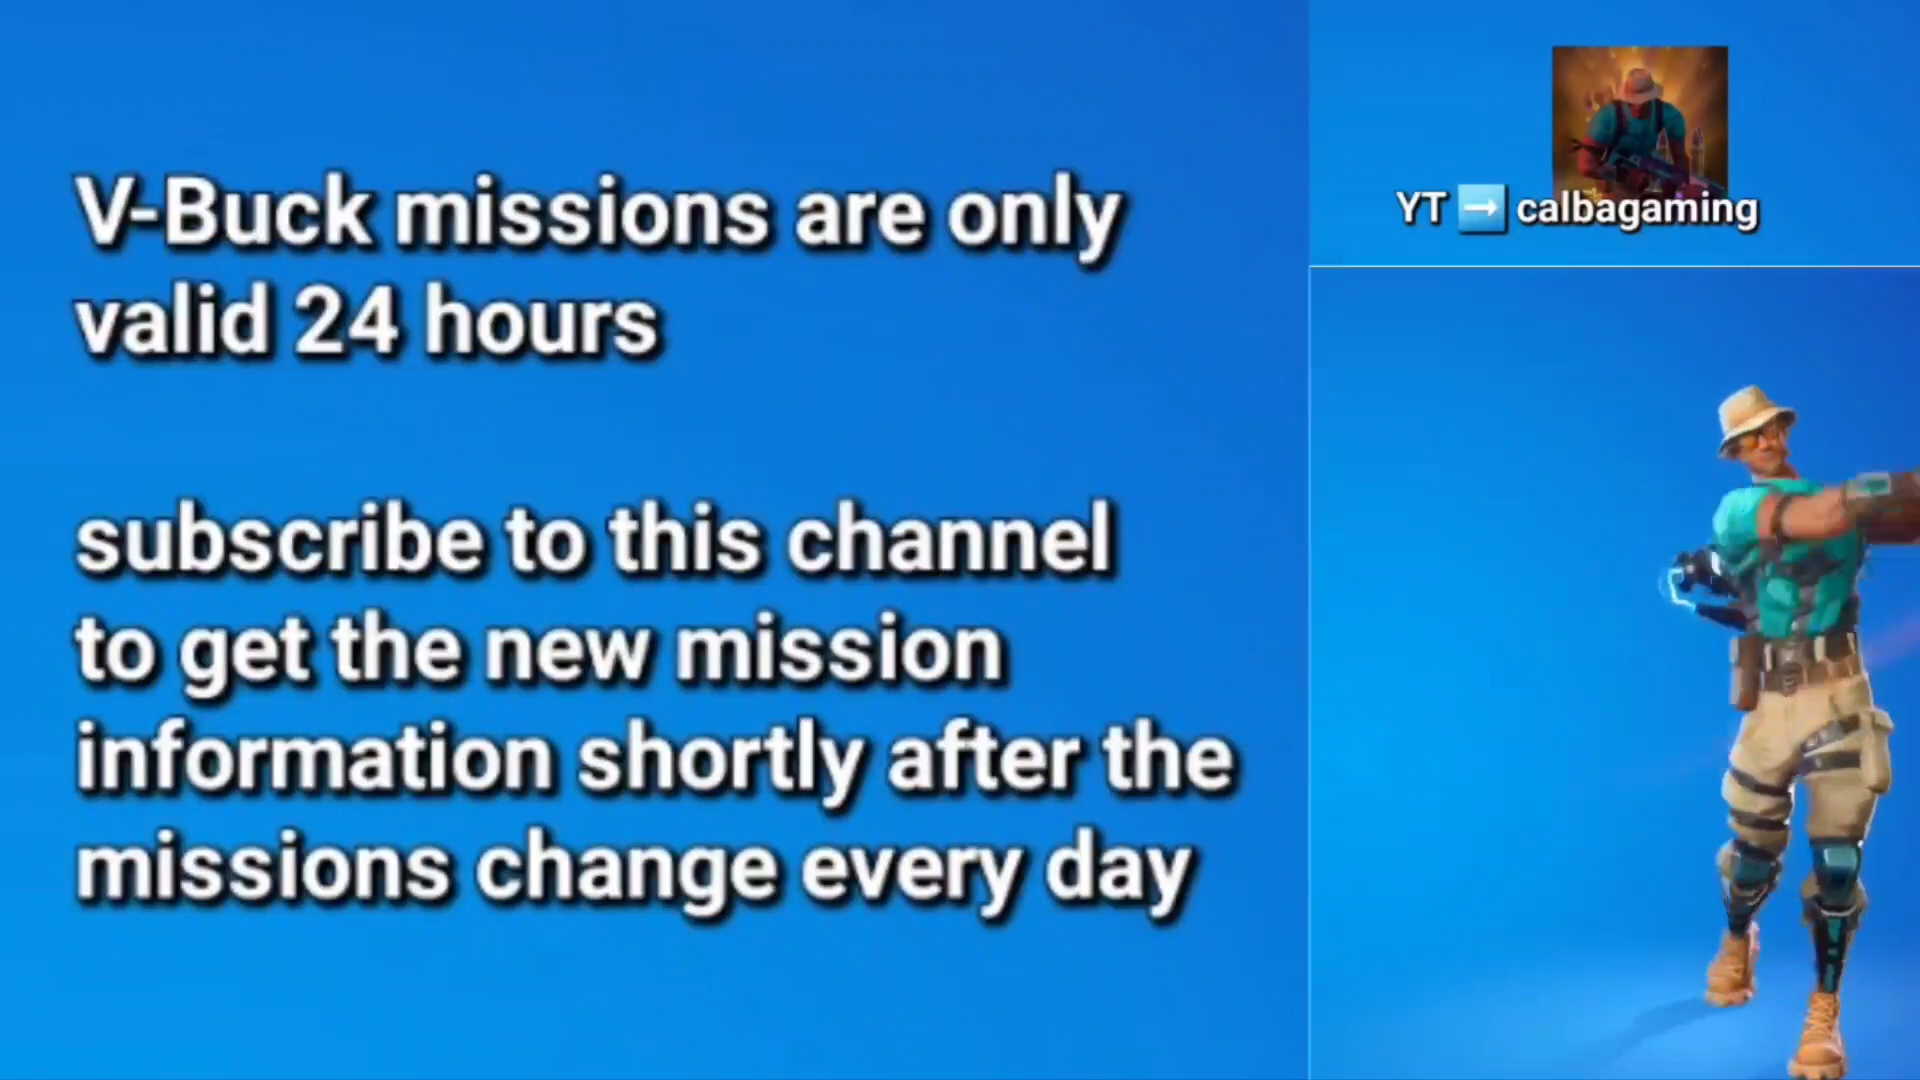 V-Buck missions are only
valid 24 hours
subscribe to this channel
to get the new mission
information shortly after the
missions change every day
YT ➡️ calbagaming